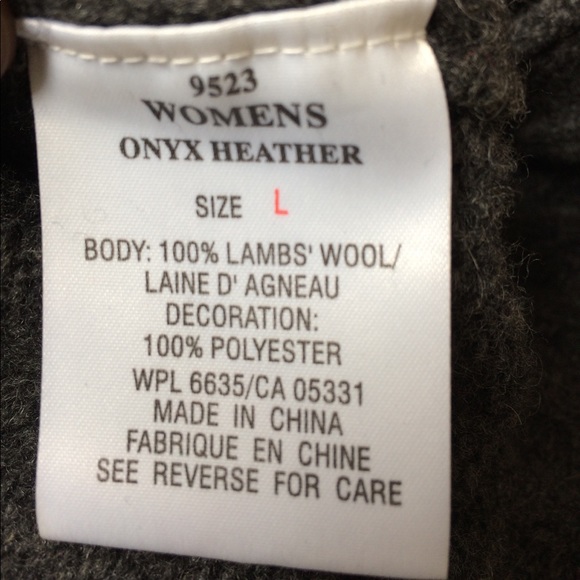 9523
WOMENS
ONYX HEATHER
SIZE L
BODY: 100% LAMBS' WOOL/
LAINE D' AGNEAU
DECORATION:
100% POLYESTER
WPL 6635/CA 05331
MADE IN CHINA
FABRIQUE EN CHINE
SEE REVERSE FOR CARE